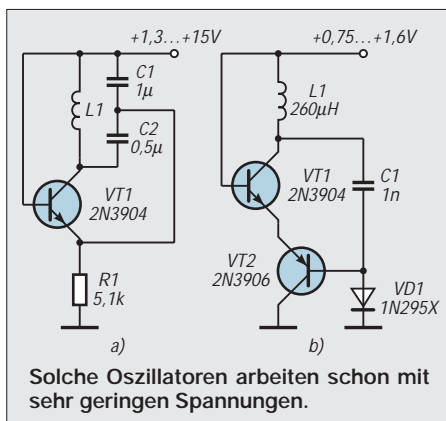 +1,3...+15V
C1
1µ
L1
C2
0,5µ
VT1
2N3904
R1
5,1k
a)
+0,75...+1,6V
L1
260µH
VT1
2N3904
C1
1n
VT2
2N3906
VD1
1N295X
b)
Solche Oszillatoren arbeiten schon mit
sehr geringen Spannungen.